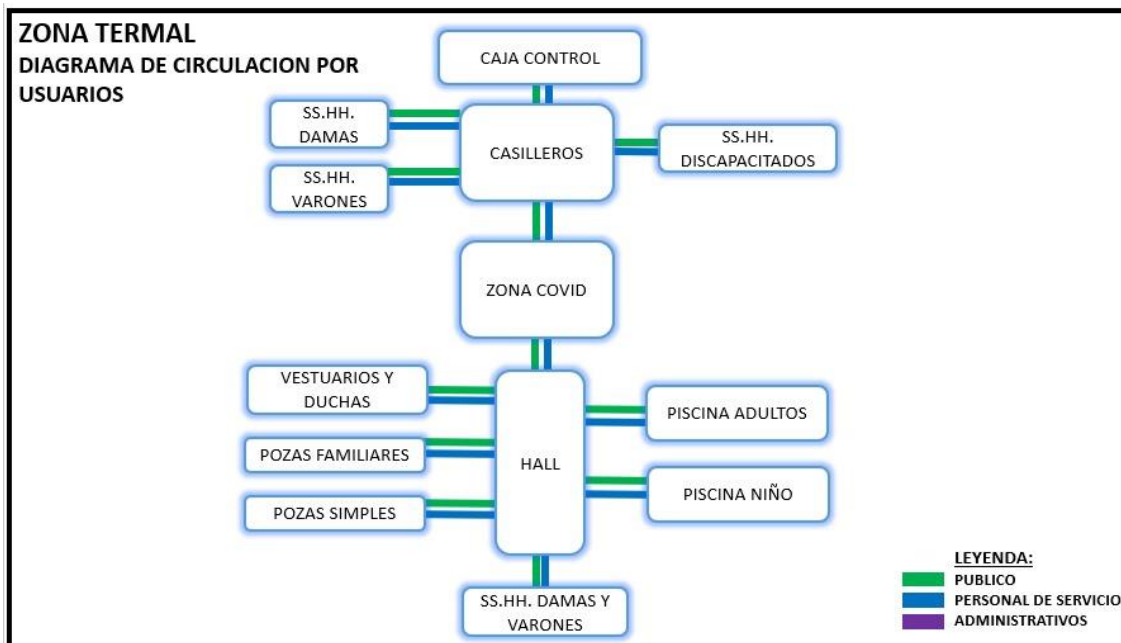 ZONA TERMAL
DIAGRAMA DE CIRCULACION POR
USUARIOS
CAJA CONTROL
SS.HH.
DAMAS
CASILLEROS
SS.HH.
DISCAPACITADOS
SS.HH.
VARONES
ZONA COVID
VESTUARIOS Y
DUCHAS
PISCINA ADULTOS
POZAS FAMILIARES
HALL
PISCINA NIÑO
POZAS SIMPLES
SS.HH. DAMAS Y
VARONES
LEYENDA:
PUBLICO
PERSONAL DE SERVICIO
ADMINISTRATIVOS